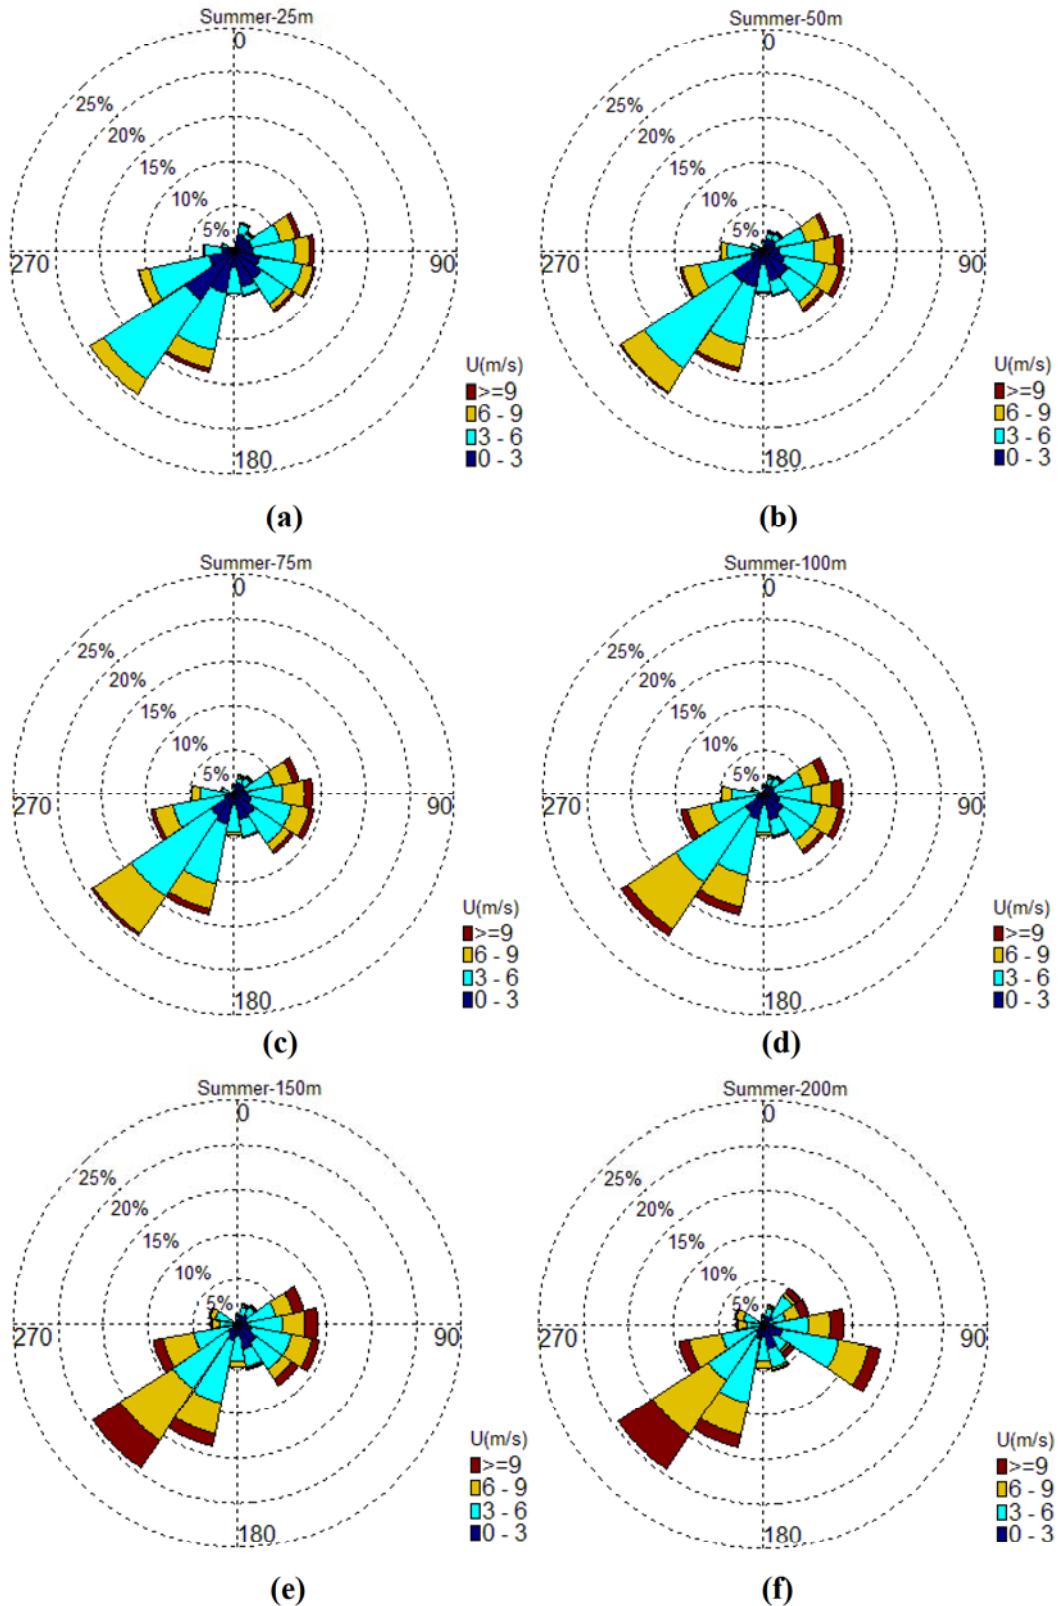 Summer-25m
0
25%
20%
15%
10%
5%
270
90
180
U(m/s)
>=9
6 - 9
3 - 6
0 - 3
(a)
Summer-50m
0
25%
20%
15%
10%
5%
270
90
180
U(m/s)
>=9
6 - 9
3 - 6
0 - 3
(b)
Summer-75m
0
25%
20%
15%
10%
5%
270
90
180
U(m/s)
>=9
6 - 9
3 - 6
0 - 3
(c)
Summer-100m
0
25%
20%
15%
10%
5%
270
90
180
U(m/s)
>=9
6 - 9
3 - 6
0 - 3
(d)
Summer-150m
0
25%
20%
15%
10%
5%
270
90
180
U(m/s)
>=9
6 - 9
3 - 6
0 - 3
(e)
Summer-200m
0
25%
20%
15%
10%
5%
270
90
180
U(m/s)
>=9
6 - 9
3 - 6
0 - 3
(f)